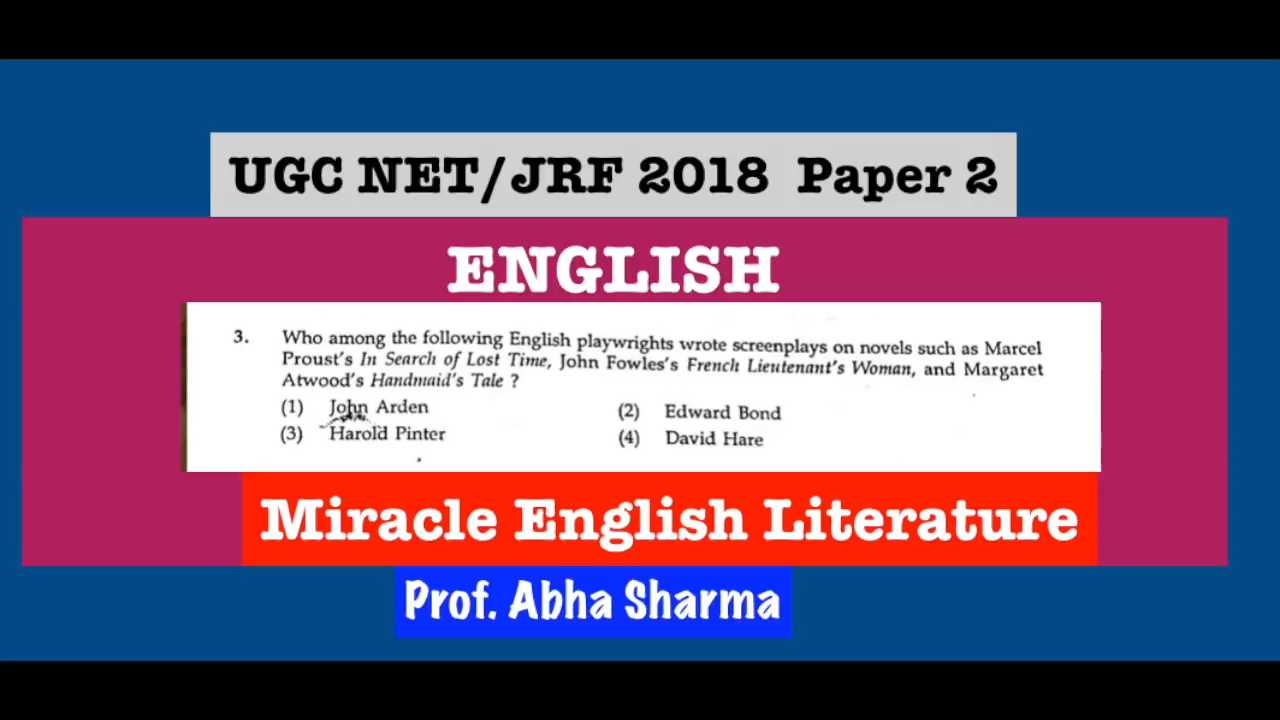 UGC NET/JRF 2018 Paper 2
ENGLISH
3. Who among the following English playwrights wrote screenplays on novels such as Marcel
Proust's In Search of Lost Time, John Fowles's French Lieutenant's Woman, and Margaret
Atwood's Handmaid's Tale ?
(1) John Arden (2) Edward Bond
(3) Harold Pinter (4) David Hare
Miracle English Literature
Prof. Abha Sharma